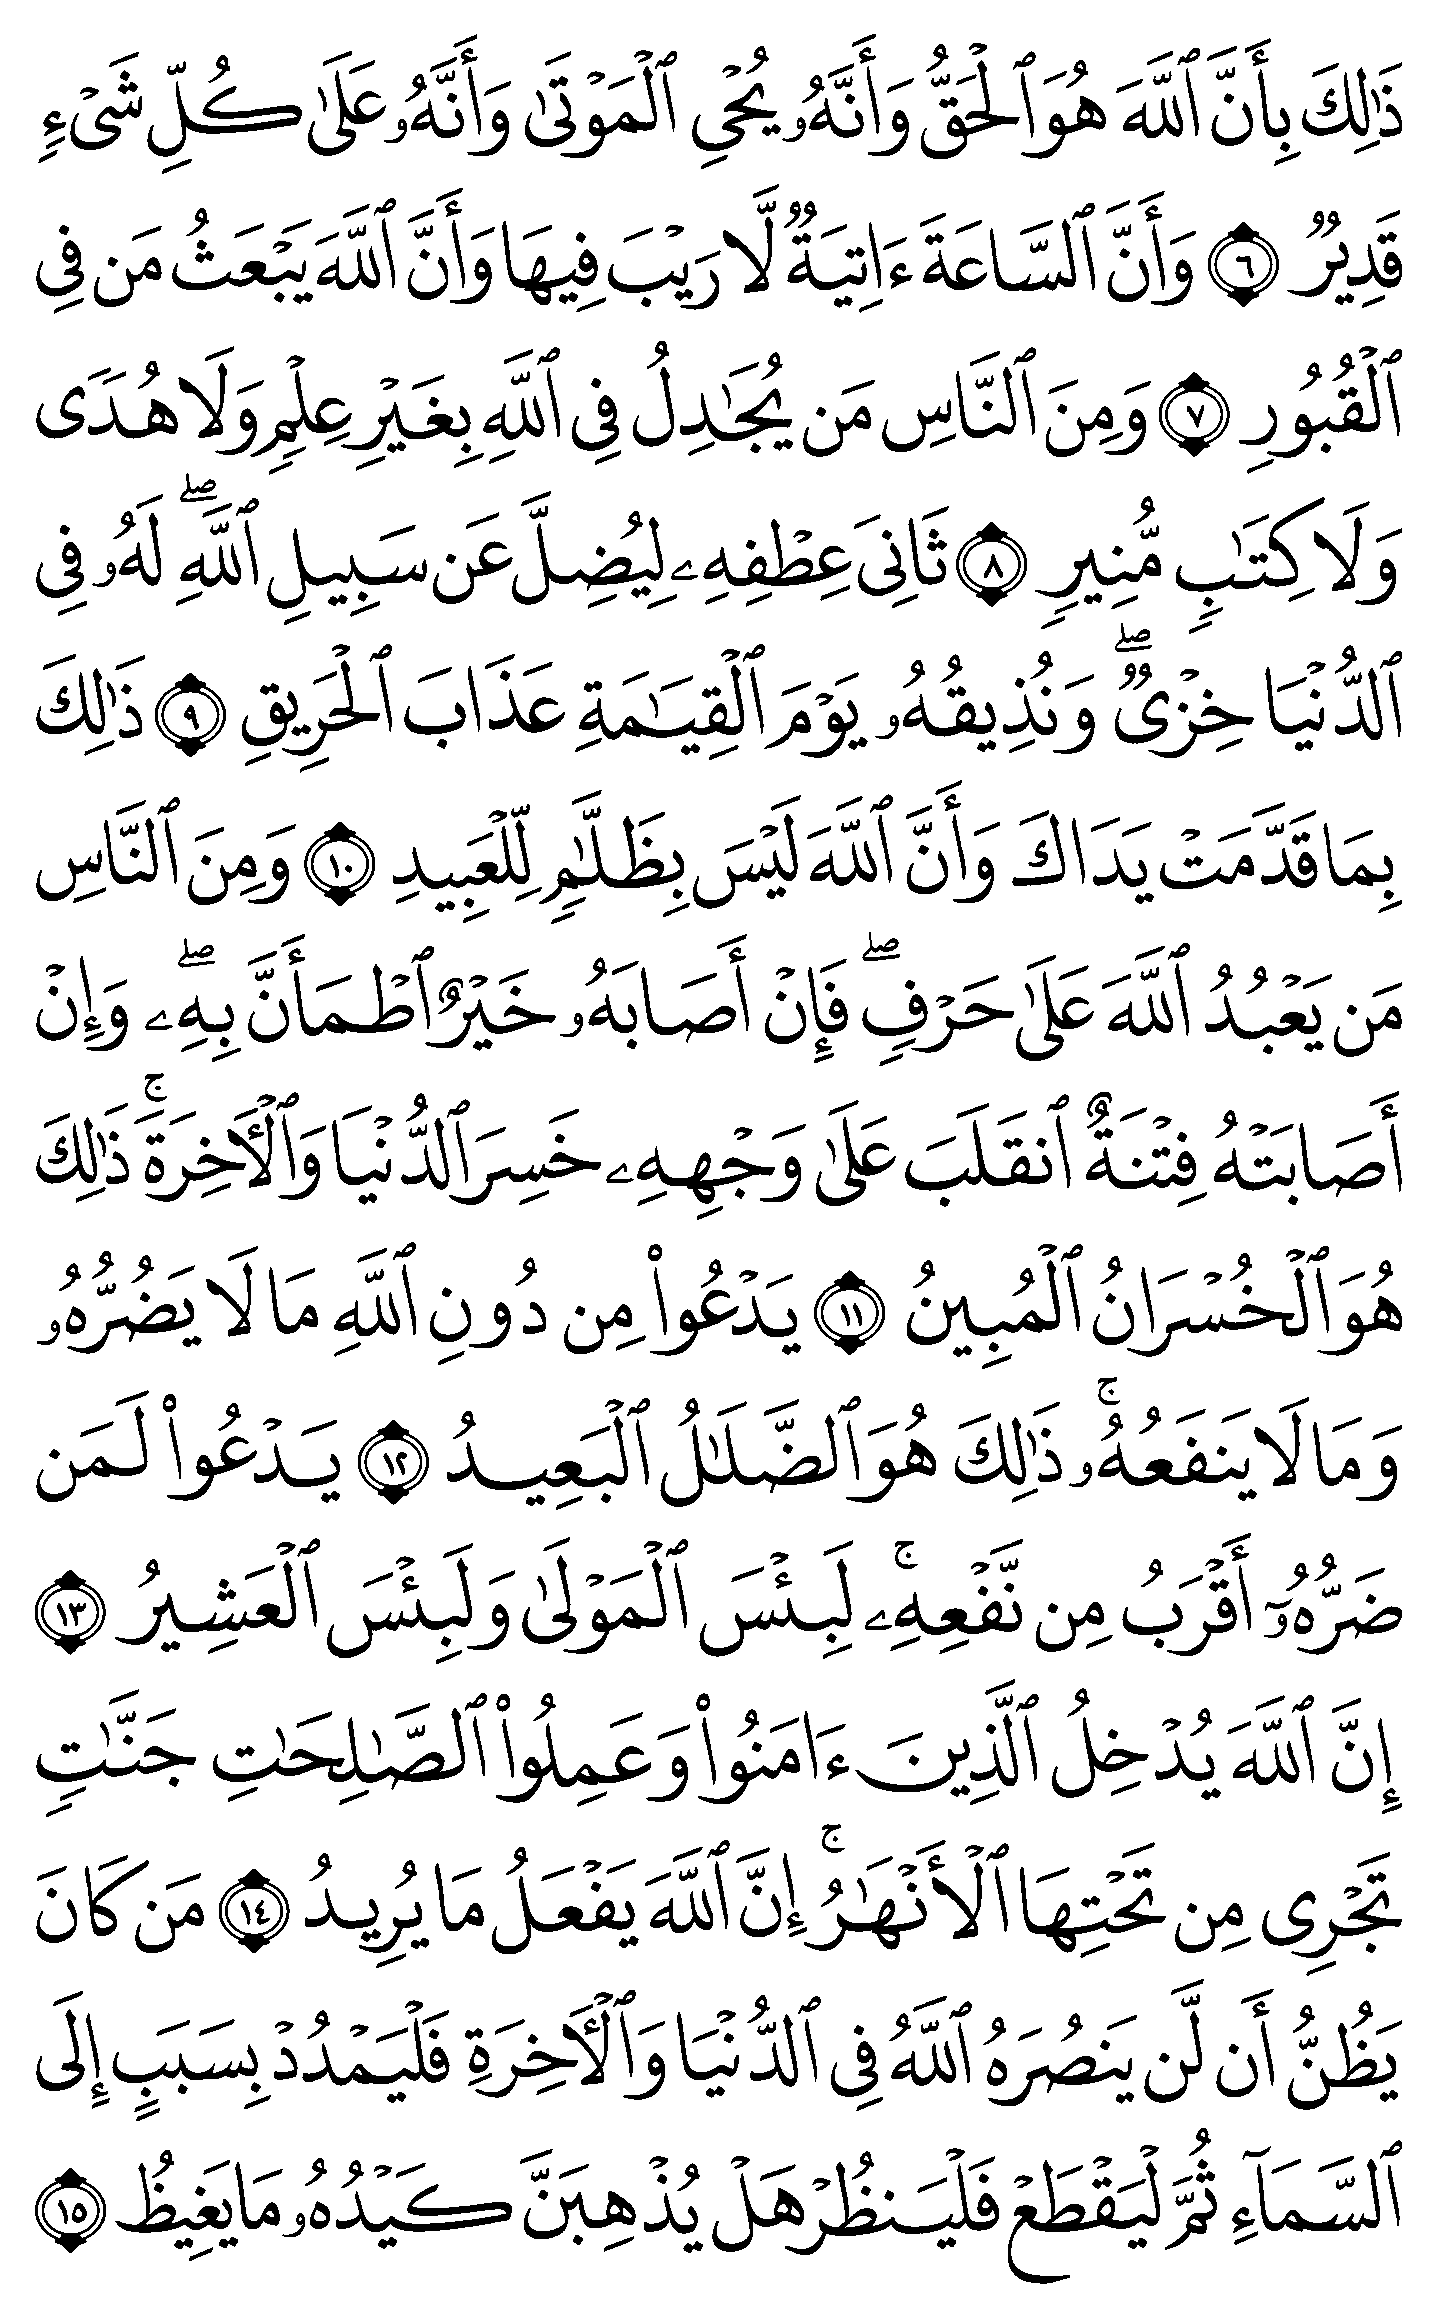 ذَٰلِكَ بِأَنَّ ٱللَّهَ هُوَ ٱلْحَقُّ وَأَنَّهُۥ يُحْىِ ٱلْمَوْتَىٰ وَأَنَّهُۥ عَلَىٰ كُلِّ شَىْءٍ
قَدِيرٌ ٦ وَأَنَّ ٱلسَّاعَةَ ءَاتِيَةٌ لَّا رَيْبَ فِيهَا وَأَنَّ ٱللَّهَ يَبْعَثُ مَن فِى
ٱلْقُبُورِ ٧ وَمِنَ ٱلنَّاسِ مَن يُجَـٰدِلُ فِى ٱللَّهِ بِغَيْرِ عِلْمٍ وَلَا هُدًى
وَلَا كِتَـٰبٍ مُّنِيرٍ ٨ ثَانِىَ عِطْفِهِۦ لِيُضِلَّ عَن سَبِيلِ ٱللَّهِ ۖ لَهُۥ فِى
ٱلدُّنْيَا خِزْىٌ ۖ وَنُذِيقُهُۥ يَوْمَ ٱلْقِيَـٰمَةِ عَذَابَ ٱلْحَرِيقِ ٩ ذَٰلِكَ
بِمَا قَدَّمَتْ يَدَاكَ وَأَنَّ ٱللَّهَ لَيْسَ بِظَلَّـٰمٍ لِّلْعَبِيدِ ١٠ وَمِنَ ٱلنَّاسِ
مَن يَعْبُدُ ٱللَّهَ عَلَىٰ حَرْفٍ ۖ فَإِنْ أَصَابَهُۥ خَيْرٌ ٱطْمَأَنَّ بِهِۦ ۖ وَإِنْ
أَصَابَتْهُ فِتْنَةٌ ٱنقَلَبَ عَلَىٰ وَجْهِهِۦ خَسِرَ ٱلدُّنْيَا وَٱلْـَٔاخِرَةَ ۚ ذَٰلِكَ
هُوَ ٱلْخُسْرَانُ ٱلْمُبِينُ ١١ يَدْعُوا۟ مِن دُونِ ٱللَّهِ مَا لَا يَضُرُّهُۥ
وَمَا لَا يَنفَعُهُۥ ۚ ذَٰلِكَ هُوَ ٱلضَّلَـٰلُ ٱلْبَعِيدُ ١٢ يَدْعُوا۟ لَمَن
ضَرُّهُۥٓ أَقْرَبُ مِن نَّفْعِهِۦ ۚ لَبِئْسَ ٱلْمَوْلَىٰ وَلَبِئْسَ ٱلْعَشِيرُ ١٣
إِنَّ ٱللَّهَ يُدْخِلُ ٱلَّذِينَ ءَامَنُوا۟ وَعَمِلُوا۟ ٱلصَّـٰلِحَـٰتِ جَنَّـٰتٍ
تَجْرِى مِن تَحْتِهَا ٱلْأَنْهَـٰرُ ۚ إِنَّ ٱللَّهَ يَفْعَلُ مَا يُرِيدُ ١٤ مَن كَانَ
يَظُنُّ أَن لَّن يَنصُرَهُ ٱللَّهُ فِى ٱلدُّنْيَا وَٱلْـَٔاخِرَةِ فَلْيَمْدُدْ بِسَبَبٍ إِلَى
ٱلسَّمَآءِ ثُمَّ لْيَقْطَعْ فَلْيَنظُرْ هَلْ يُذْهِبَنَّ كَيْدُهُۥ مَا يَغِيظُ ١٥